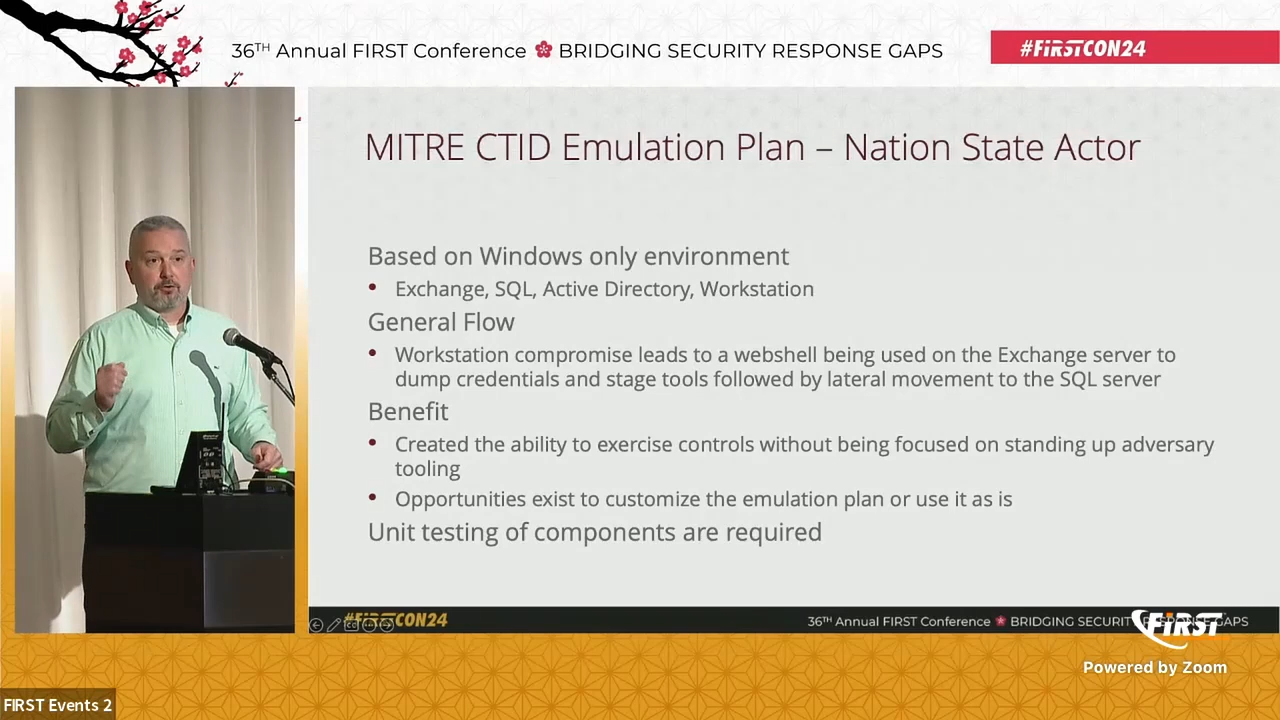 36TH Annual FIRST Conference BRIDGING SECURITY RESPONSE GAPS
#FIRSTCON24
MITRE CTID Emulation Plan – Nation State Actor
Based on Windows only environment
• Exchange, SQL, Active Directory, Workstation
General Flow
• Workstation compromise leads to a webshell being used on the Exchange server to
dump credentials and stage tools followed by lateral movement to the SQL server
Benefit
• Created the ability to exercise controls without being focused on standing up adversary
tooling
• Opportunities exist to customize the emulation plan or use it as is
Unit testing of components are required
#FIRSTCON24
36TH Annual FIRST Conference BRIDGING SECURITY RESPONSE GAPS
FIRST
Powered by Zoom
FIRST Events 2